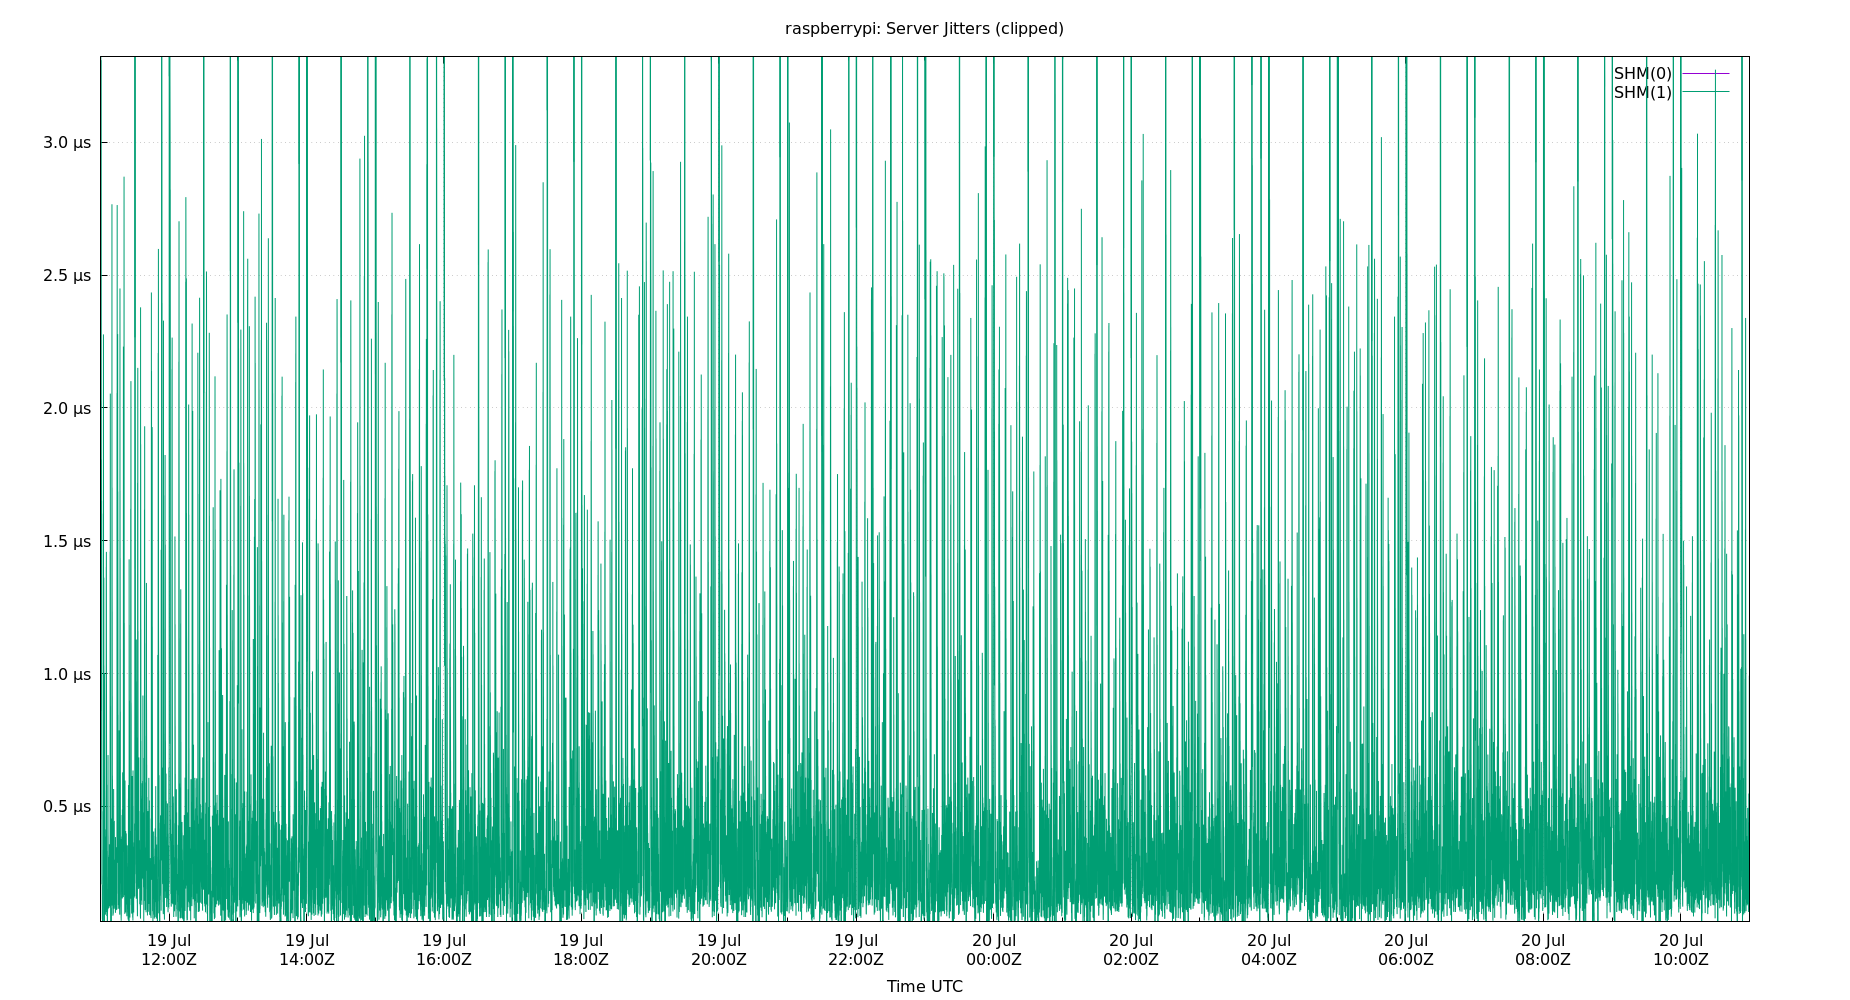 raspberrypi: Server Jitters (clipped)
SHM(0)
SHM(1)
3.0 µs
2.5 µs
2.0 µs
1.5 µs
1.0 µs
0.5 µs
19 Jul 19 Jul 19 Jul 19 Jul 19 Jul 19 Jul 20 Jul 20 Jul 20 Jul 20 Jul 20 Jul 20 Jul
12:00Z 14:00Z 16:00Z 18:00Z 20:00Z 22:00Z 00:00Z 02:00Z 04:00Z 06:00Z 08:00Z 10:00Z
Time UTC